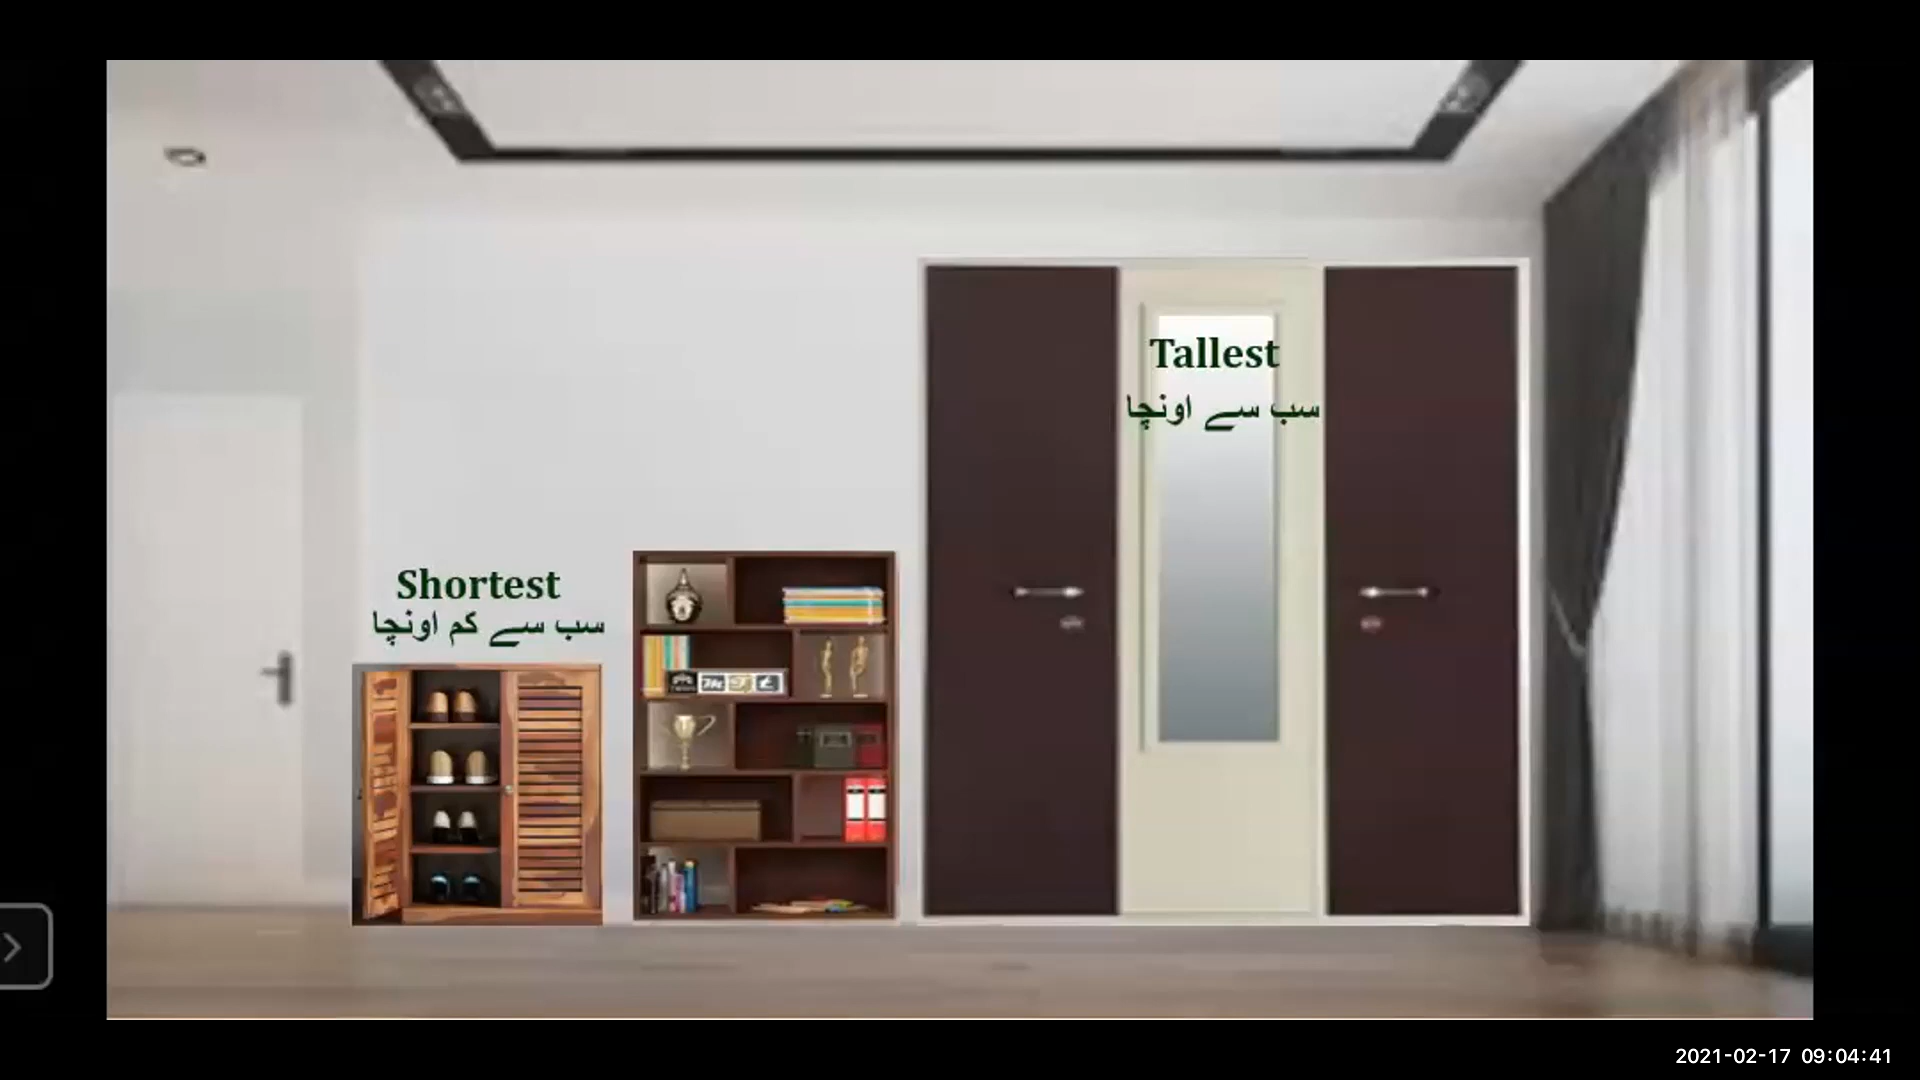 Tallest
سب سے اونچا
Shortest
سب سے کم اونچا
2021-02-17 09:04:41